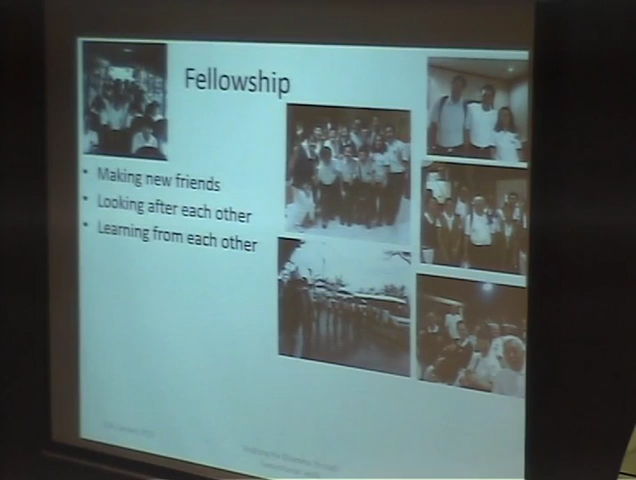 Fellowship
• Making new friends
• Looking after each other
• Learning from each other